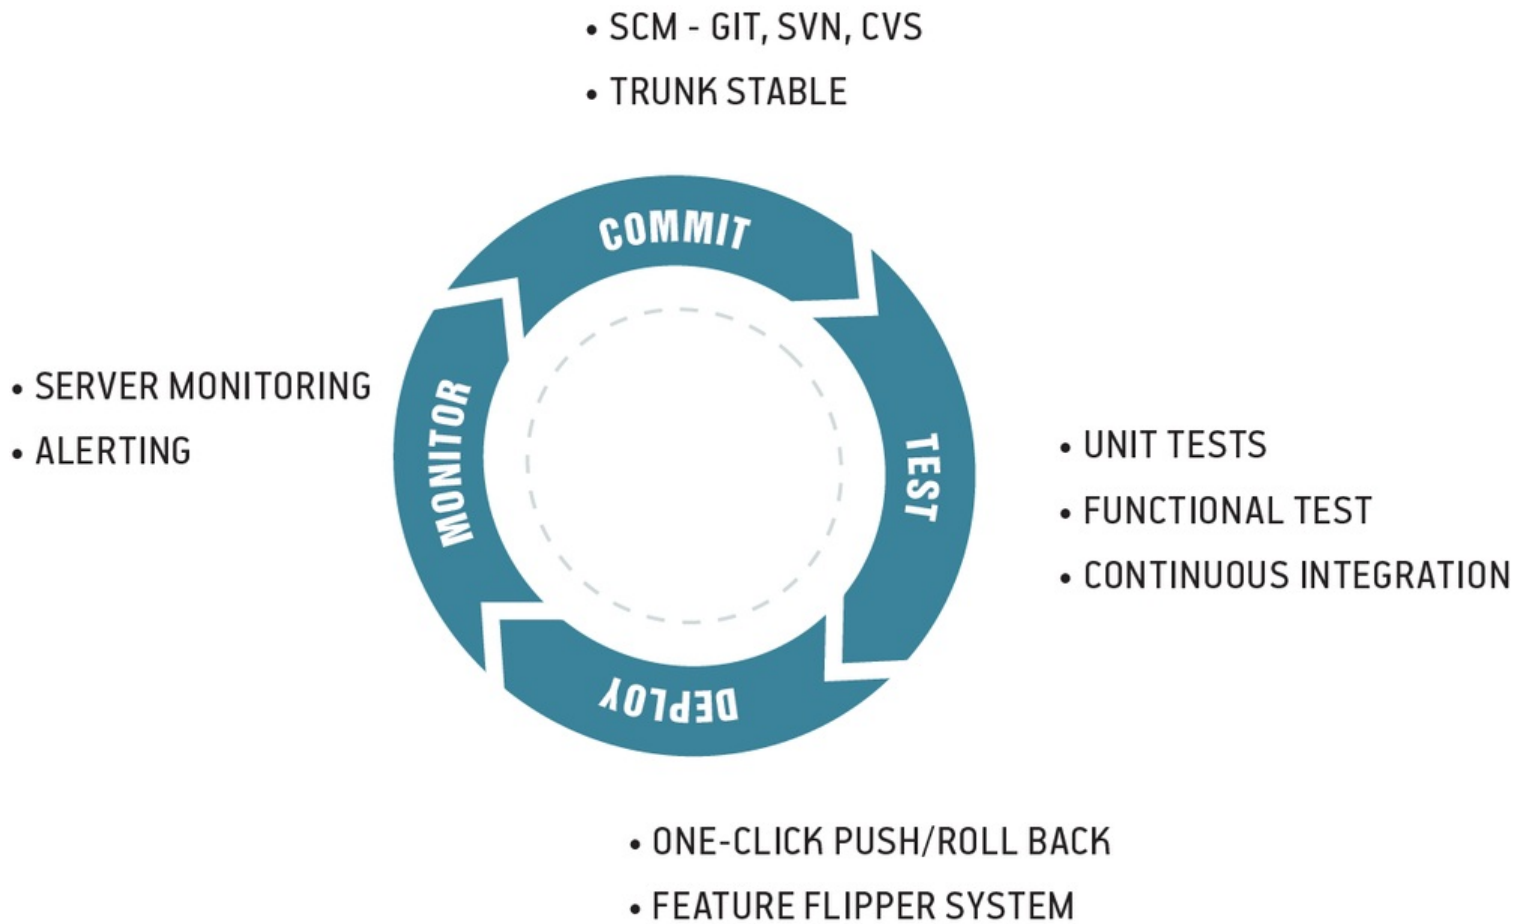 • SCM - GIT, SVN, CVS
• TRUNK STABLE
COMMIT
TEST
• UNIT TESTS
• FUNCTIONAL TEST
• CONTINUOUS INTEGRATION
DEPLOY
• ONE-CLICK PUSH/ROLL BACK
• FEATURE FLIPPER SYSTEM
MONITOR
• SERVER MONITORING
• ALERTING